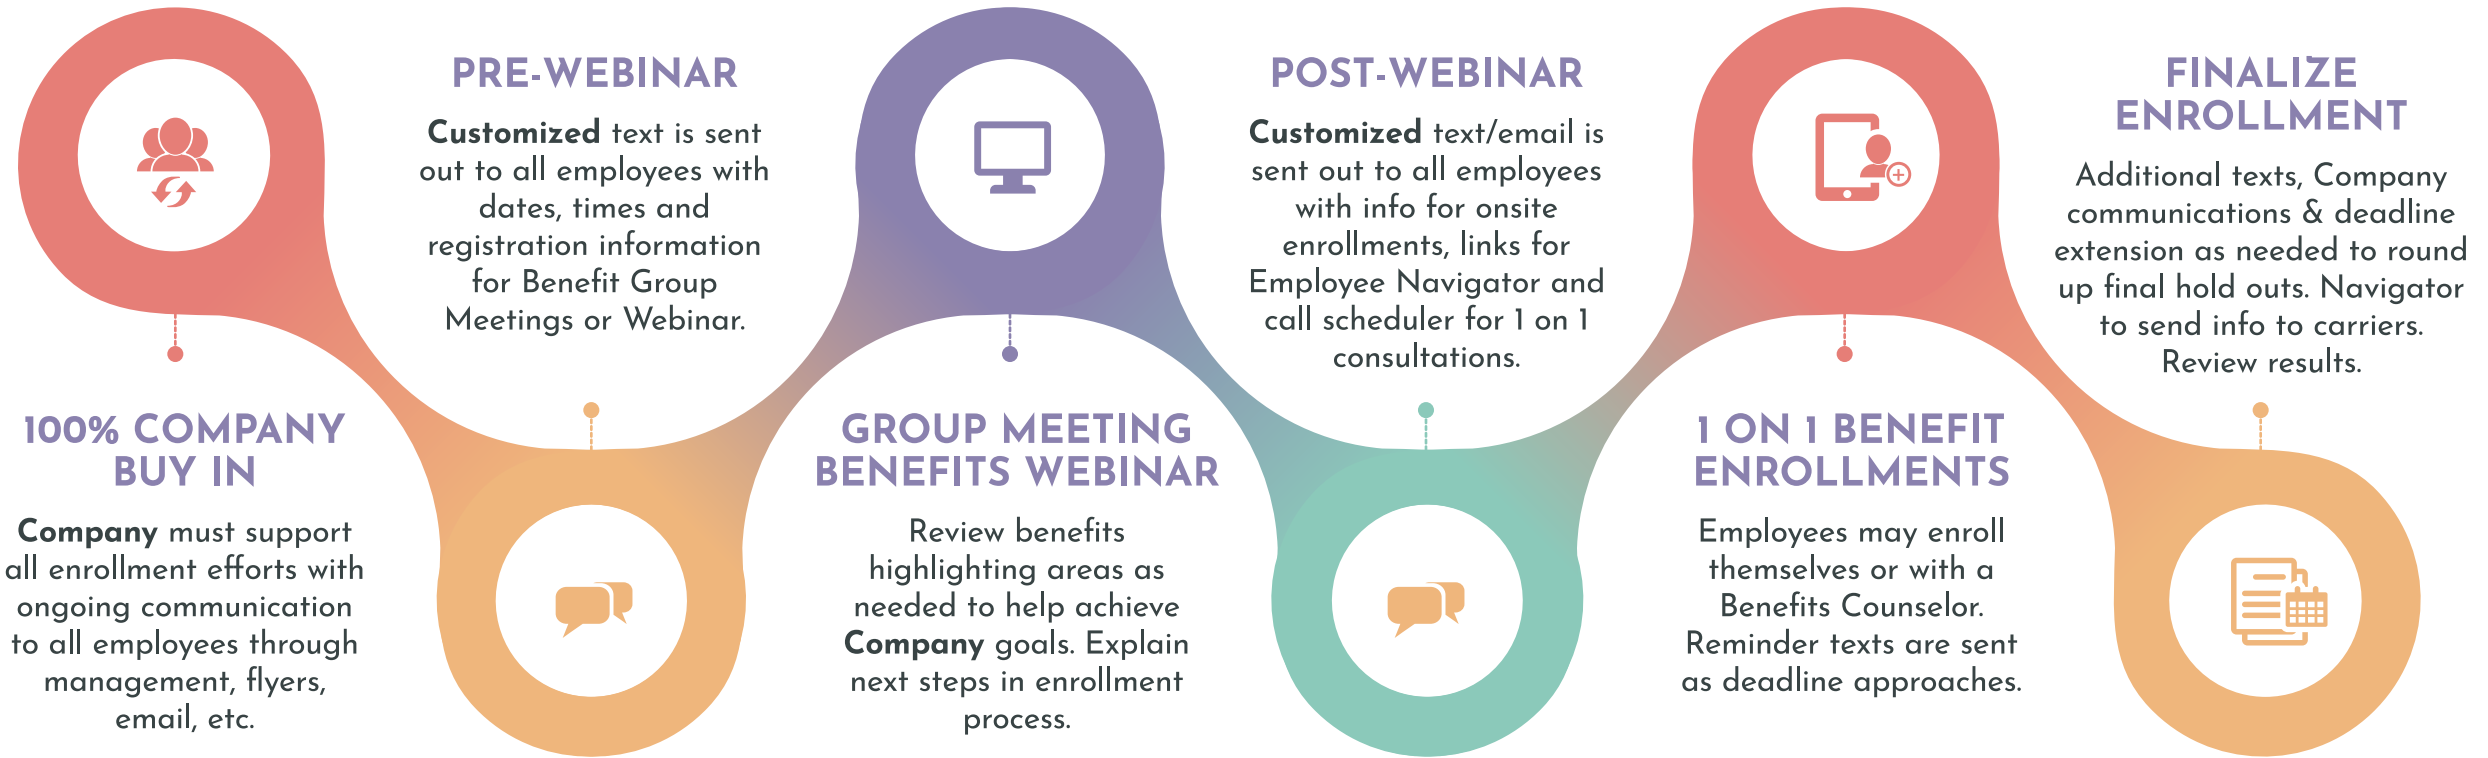 100% COMPANY
BUY IN
Company must support
all enrollment efforts with
ongoing communication
to all employees through
management, flyers,
email, etc.
PRE-WEBINAR
Customized text is sent
out to all employees with
dates, times and
registration information
for Benefit Group
Meetings or Webinar.
GROUP MEETING
BENEFITS WEBINAR
Review benefits
highlighting areas as
needed to help achieve
Company goals. Explain
next steps in enrollment
process.
POST-WEBINAR
Customized text/email is
sent out to all employees
with info for onsite
enrollments, links for
Employee Navigator and
call scheduler for 1 on 1
consultations.
1 ON 1 BENEFIT
ENROLLMENTS
Employees may enroll
themselves or with a
Benefits Counselor.
Reminder texts are sent
as deadline approaches.
FINALIZE
ENROLLMENT
Additional texts, Company
communications & deadline
extension as needed to round
up final hold outs. Navigator
to send info to carriers.
Review results.